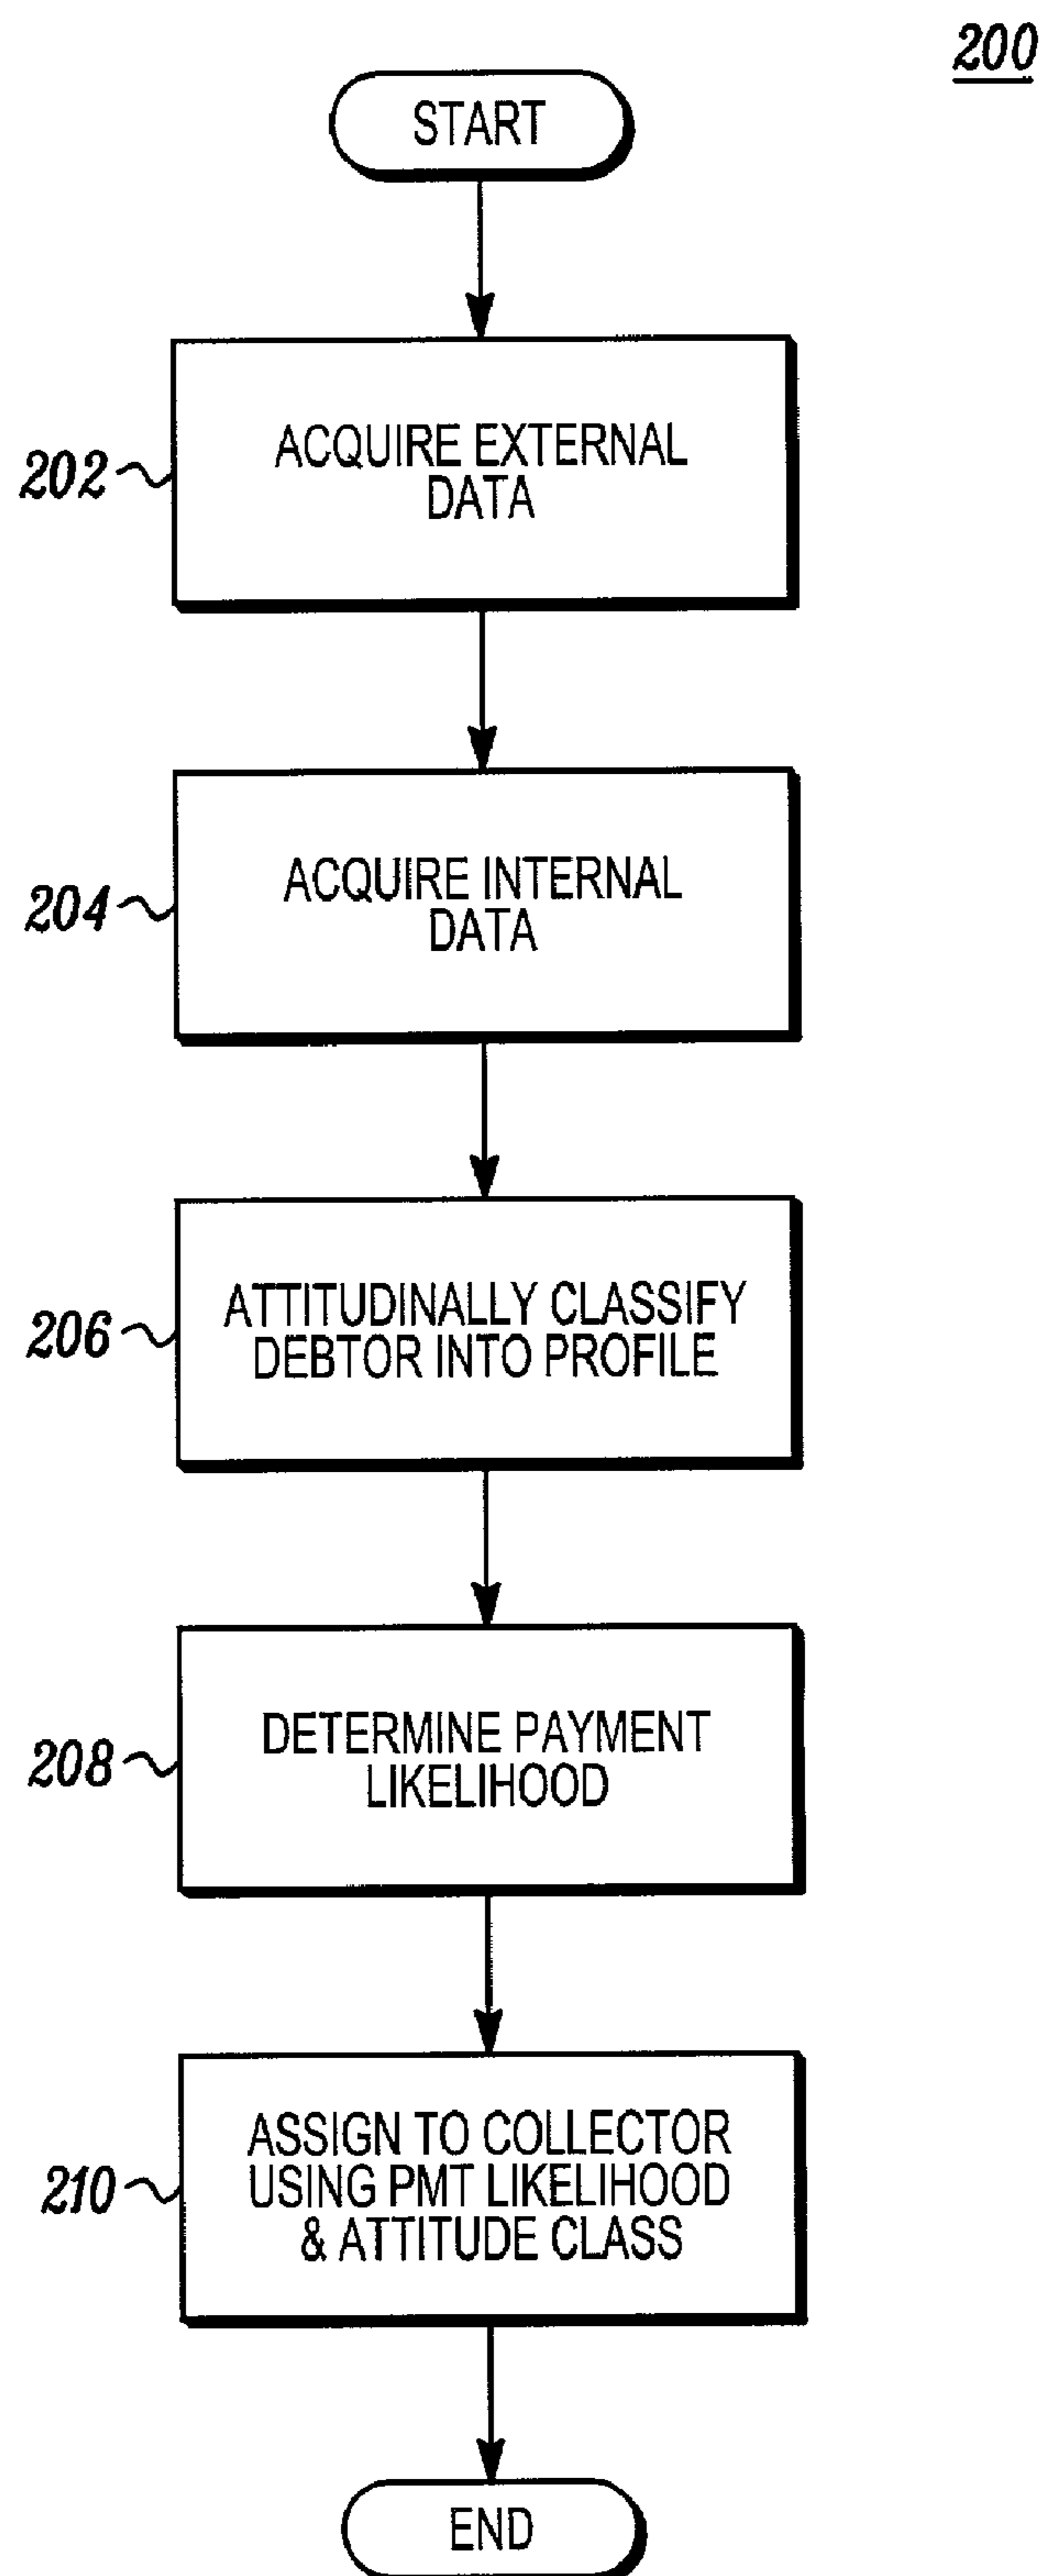 200
START
202
ACQUIRE EXTERNAL
DATA
204
ACQUIRE INTERNAL
DATA
206
ATTITUDINALLY CLASSIFY
DEBTOR INTO PROFILE
208
DETERMINE PAYMENT
LIKELIHOOD
210
ASSIGN TO COLLECTOR
USING PMT LIKELIHOOD
& ATTITUDE CLASS
END